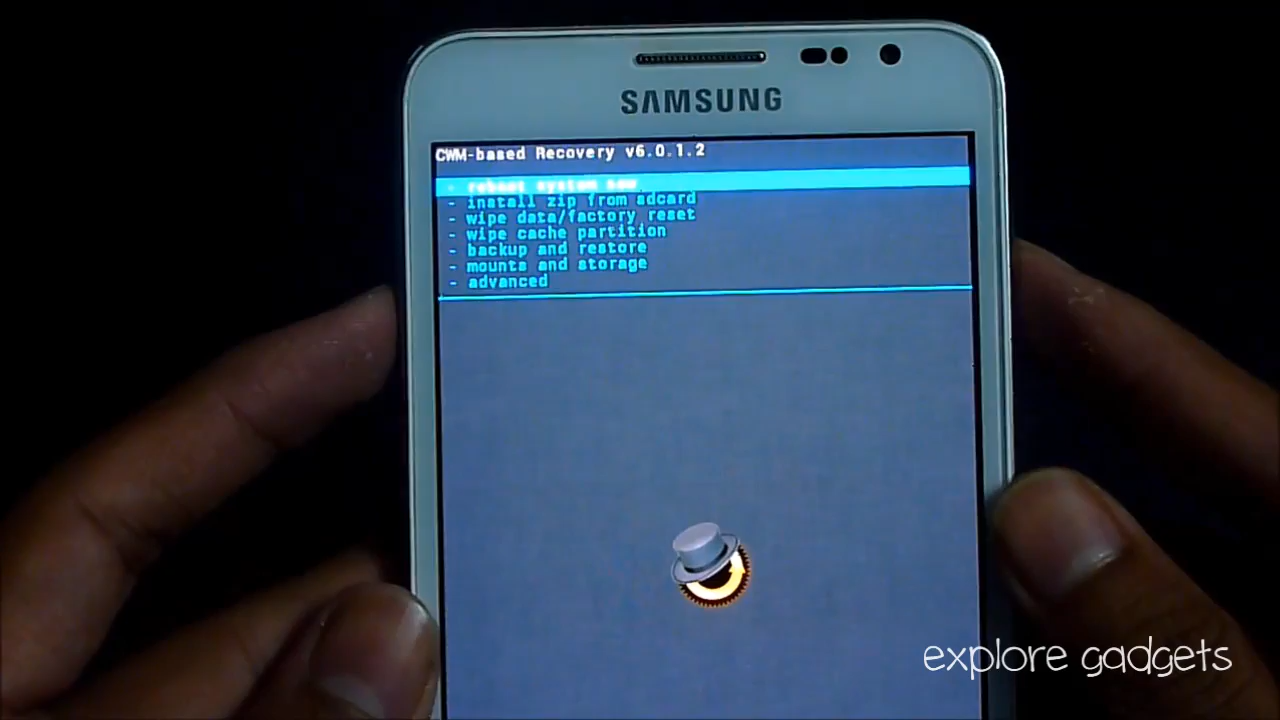 SAMSUNG
CWM-based Recovery v6.0.1.2
- reboot system now
- install zip from sdcard
- wipe data/factory reset
- wipe cache partition
- backup and restore
- mounts and storage
- advanced
explore gadgets